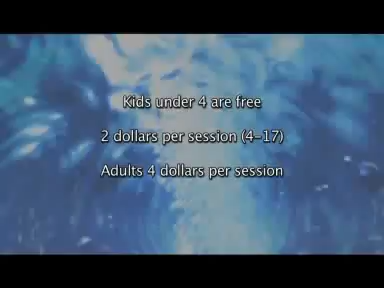 Kids under 4 are free
2 dollars per session (4-17)
Adults 4 dollars per session